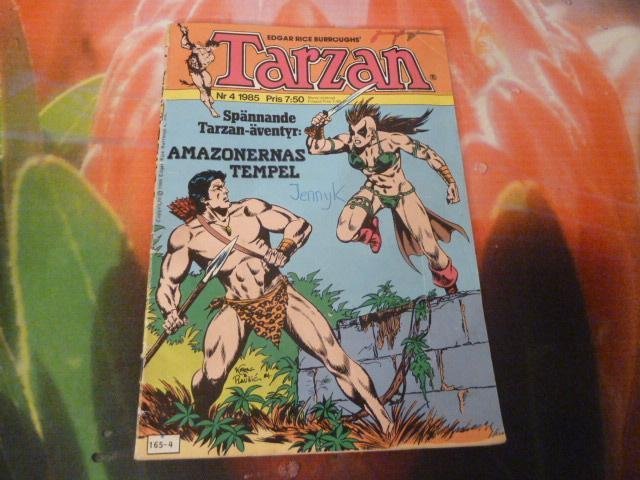 EDGAR RICE BURROUGHS'
Tarzan®
Nr 4 1985 Pris 7:50
Spännande
Tarzan-äventyr:
AMAZONERNAS
TEMPEL
JennyK
165-4